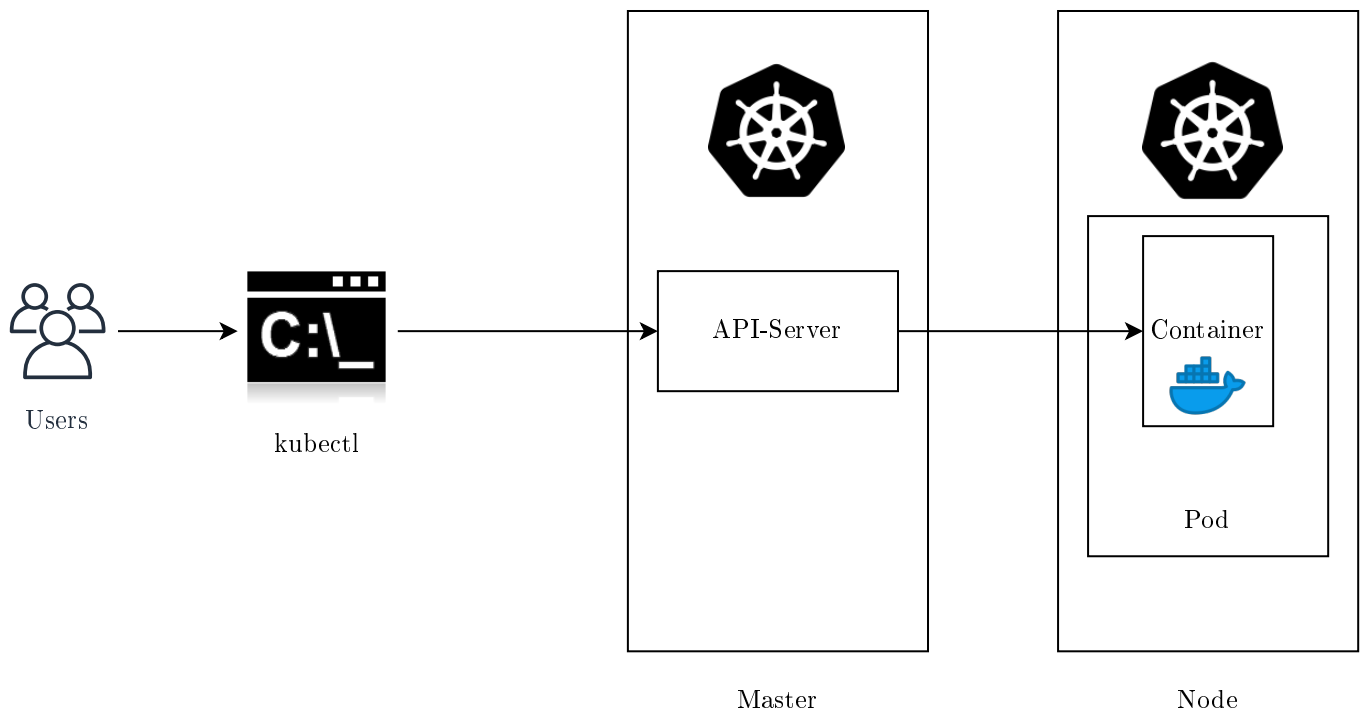 Users
C:\_
kubectl
API-Server
Container
Pod
Master
Node